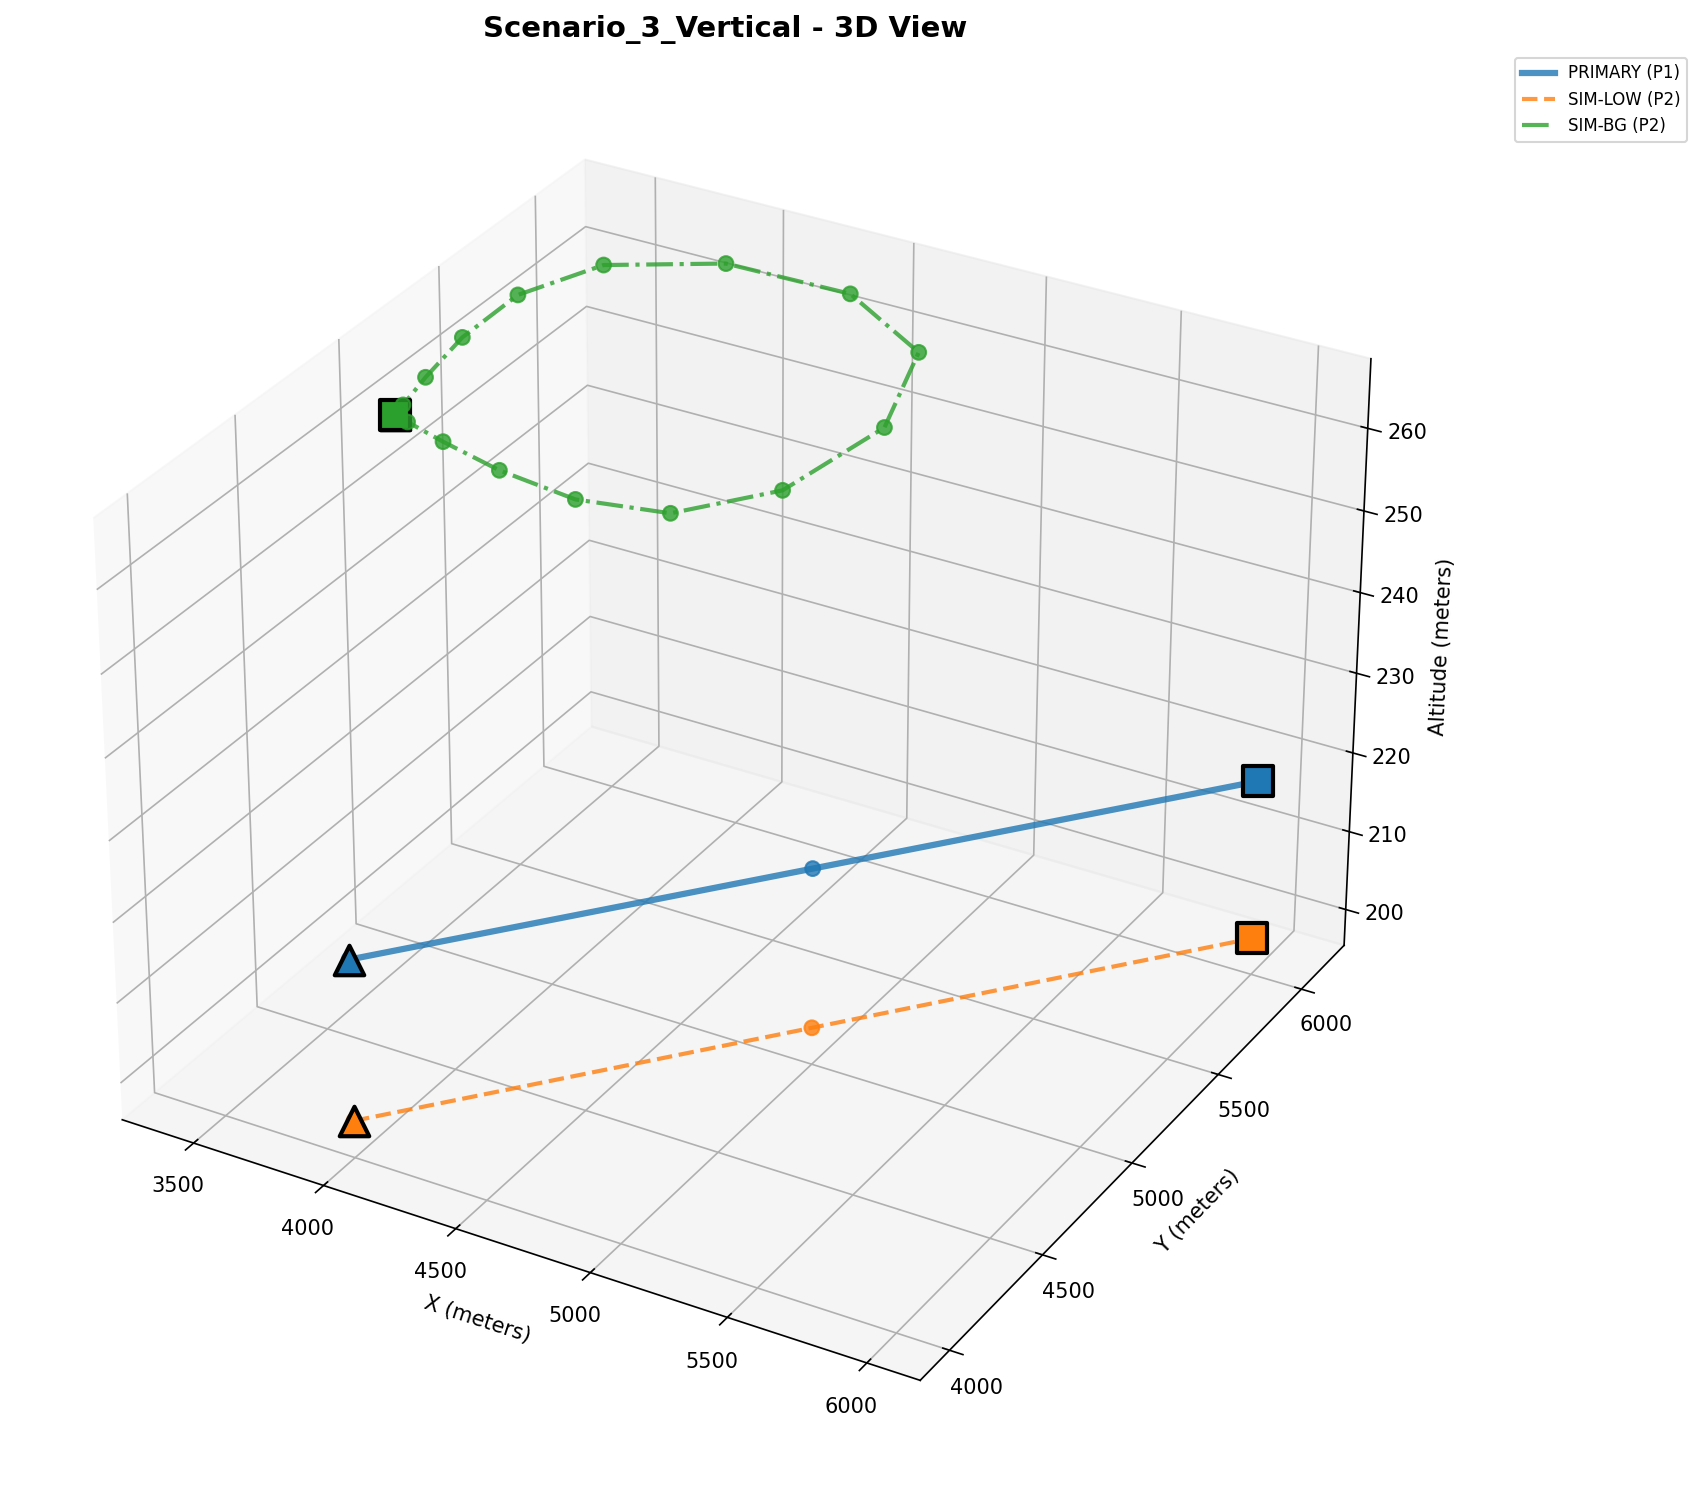 Scenario_3_Vertical - 3D View
PRIMARY (P1)
SIM-LOW (P2)
SIM-BG (P2)
260
250
240
230
220
210
200
Altitude (meters)
6000
5500
5000
4500
4000
Y (meters)
3500
4000
4500
5000
5500
6000
X (meters)